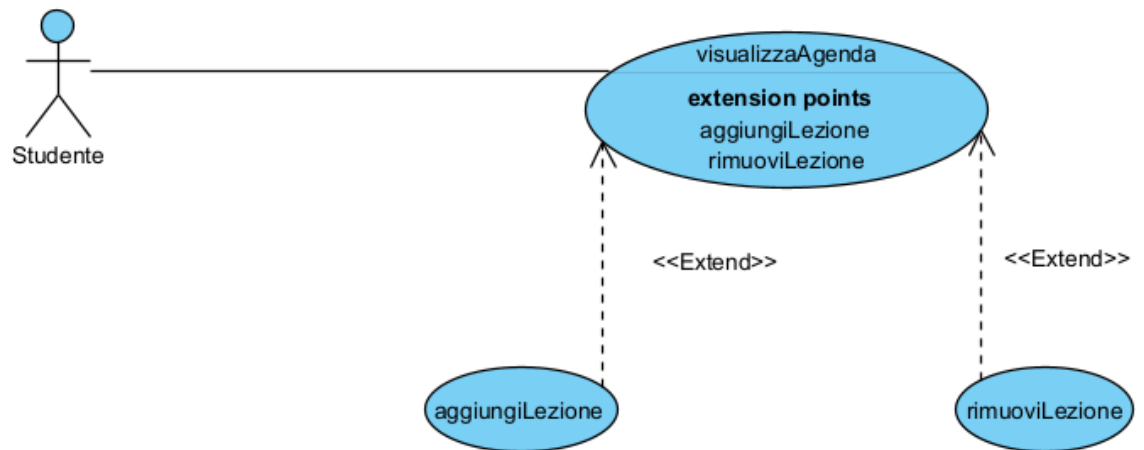 visualizzaAgenda
extension points
aggiungiLezione
rimuoviLezione
Studente
<<Extend>>
<<Extend>>
aggiungiLezione
rimuoviLezione